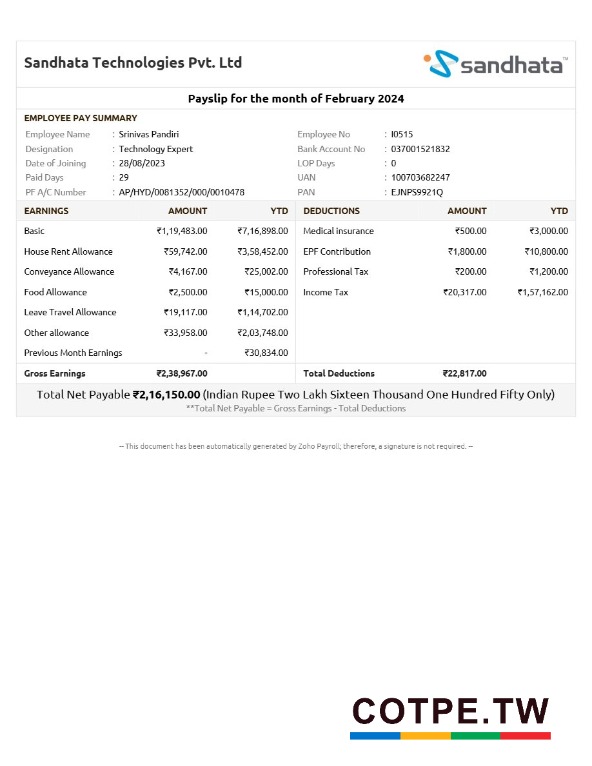 Sandhata Technologies Pvt. Ltd
sandhata™
Payslip for the month of February 2024
EMPLOYEE PAY SUMMARY
Employee Name : Srinivas Pandiri Employee No : I0515
Designation : Technology Expert Bank Account No : 037001521832
Date of Joining : 28/08/2023 LOP Days : 0
Paid Days : 29 UAN : 100703682247
PF A/C Number : AP/HYD/0081352/000/0010478 PAN : EJNPS9921Q
EARNINGS AMOUNT YTD DEDUCTIONS AMOUNT YTD
Basic ₹1,19,483.00 ₹7,16,898.00 Medical insurance ₹500.00 ₹3,000.00
House Rent Allowance ₹59,742.00 ₹3,58,452.00 EPF Contribution ₹1,800.00 ₹10,800.00
Conveyance Allowance ₹4,167.00 ₹25,002.00 Professional Tax ₹200.00 ₹1,200.00
Food Allowance ₹2,500.00 ₹15,000.00 Income Tax ₹20,317.00 ₹1,57,162.00
Leave Travel Allowance ₹19,117.00 ₹1,14,702.00
Other allowance ₹33,958.00 ₹2,03,748.00
Previous Month Earnings - ₹30,834.00
Gross Earnings ₹2,38,967.00 Total Deductions ₹22,817.00
Total Net Payable ₹2,16,150.00 (Indian Rupee Two Lakh Sixteen Thousand One Hundred Fifty Only)
**Total Net Payable = Gross Earnings - Total Deductions
-- This document has been automatically generated by Zoho Payroll; therefore, a signature is not required. --
COTPE.TW